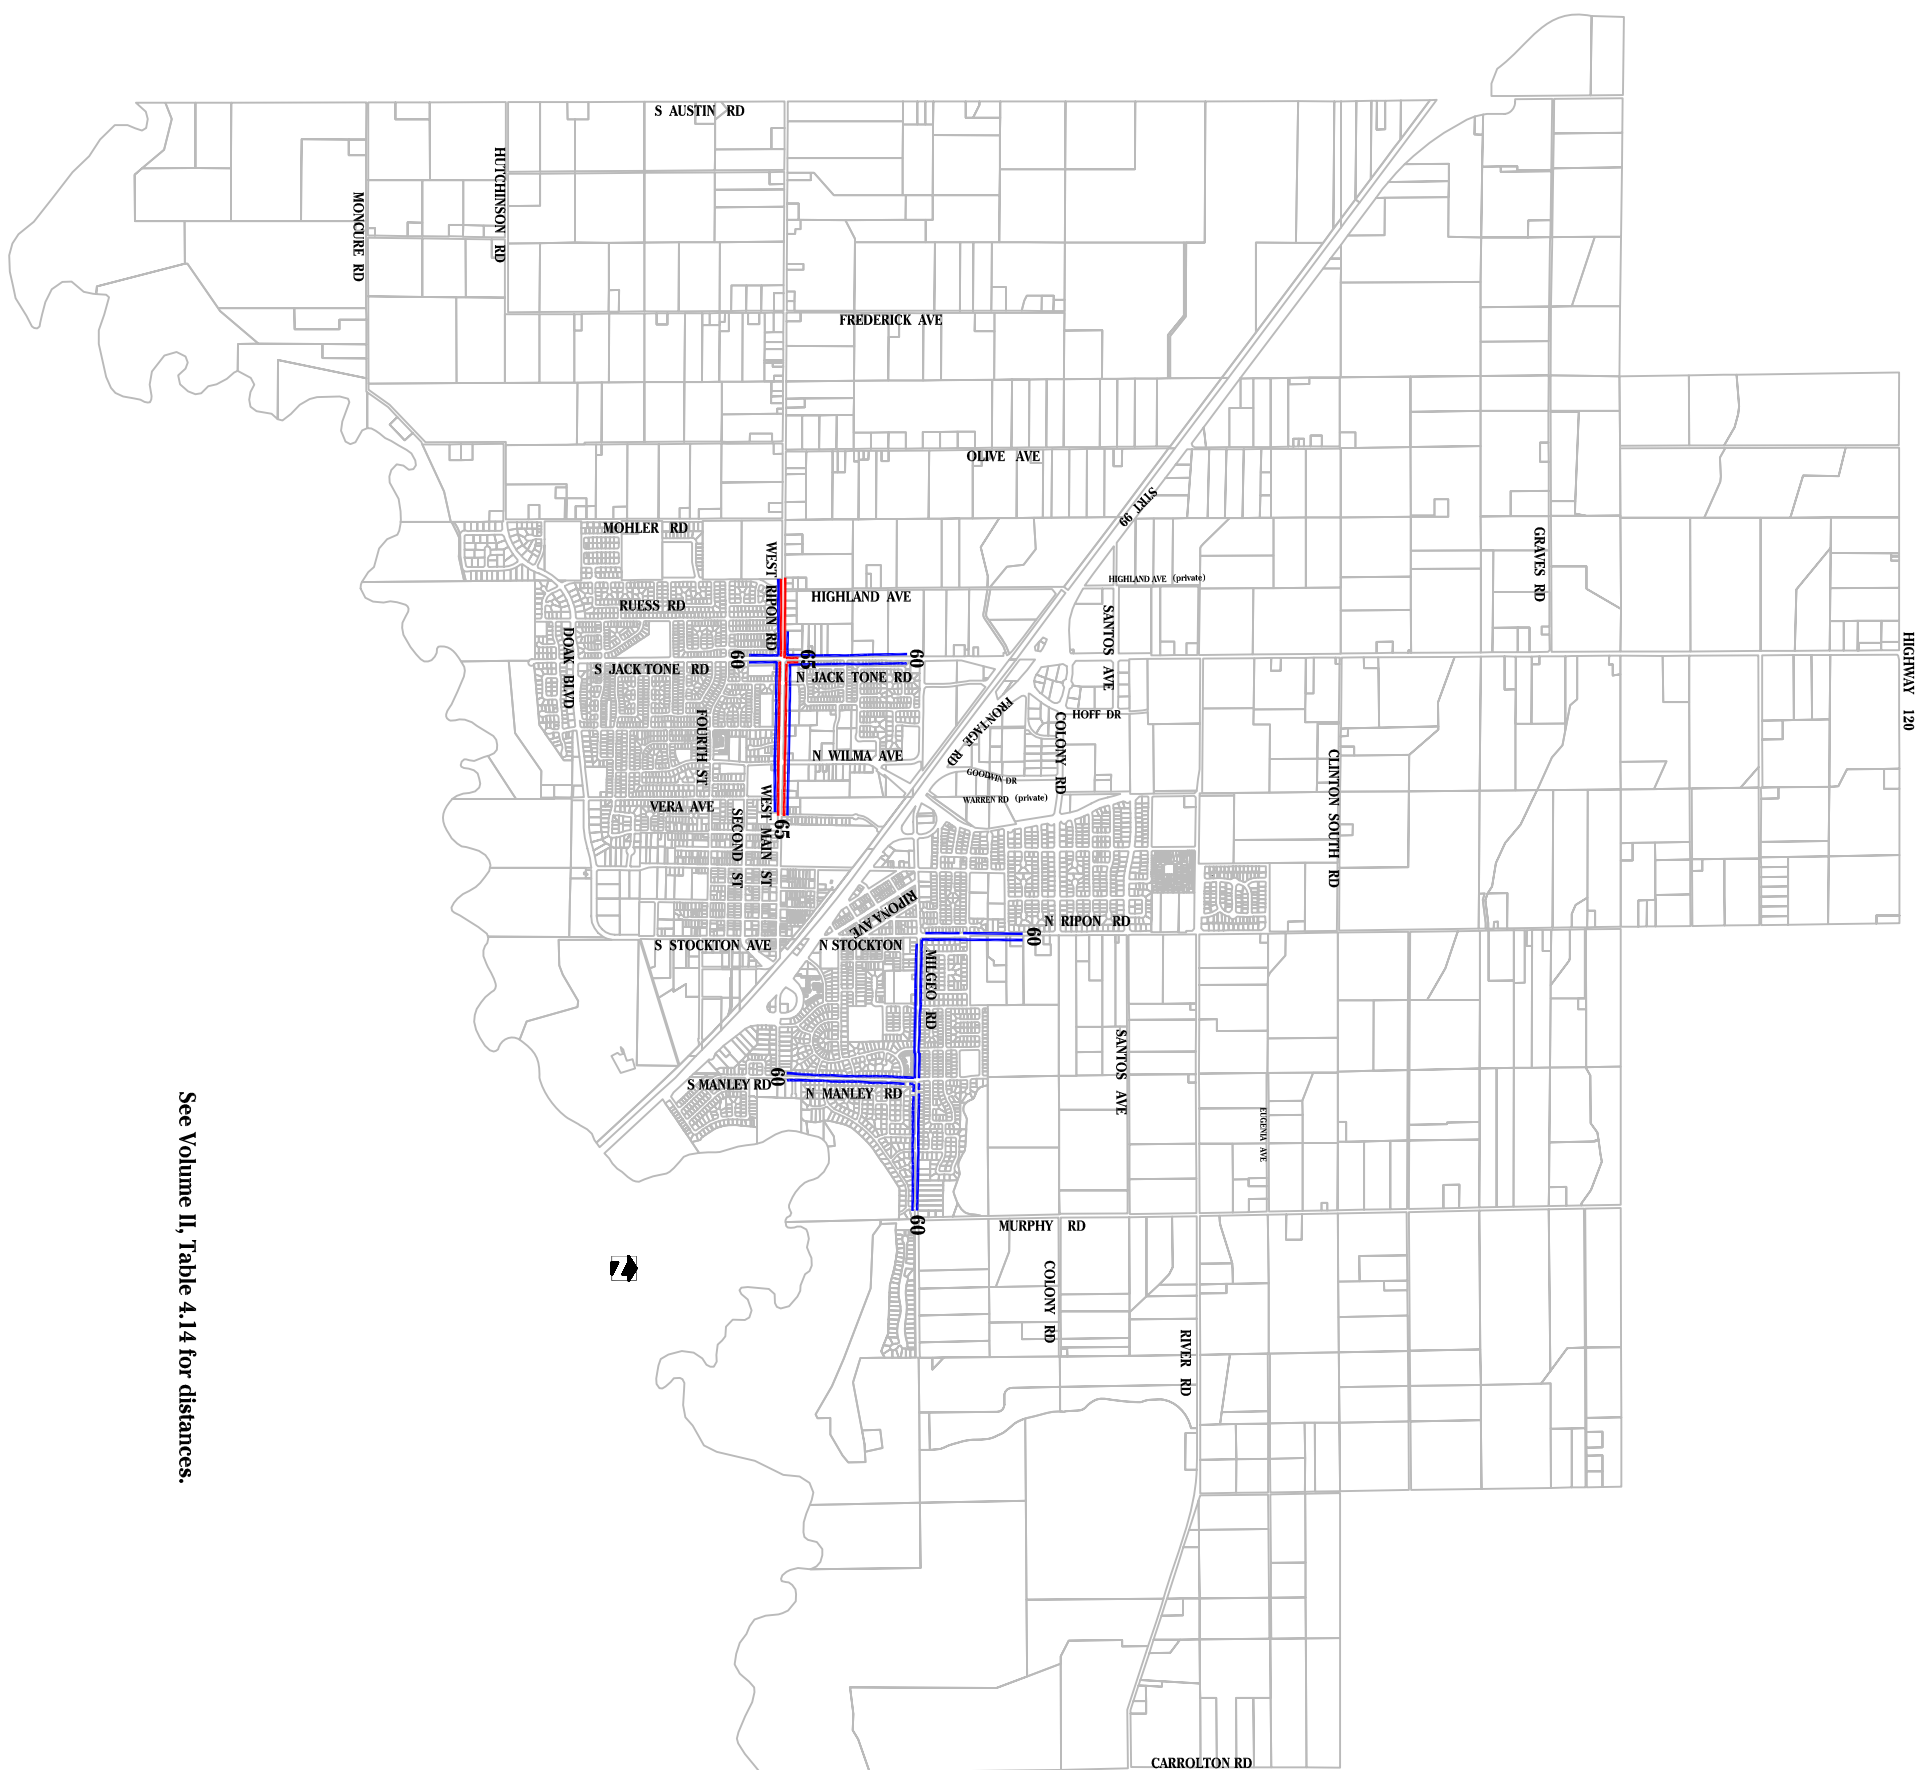 S AUSTIN RD
HUTCHINSON RD
MONCURE RD
FREDERICK AVE
OLIVE AVE
STRT 99
MOHLER RD
WEST RIPON RD
GRAVES RD
HIGHLAND AVE (private)
HIGHLAND AVE
RUESS RD
SANTOS AVE
DOAK BLVD
HIGHWAY 120
60
65
60
S JACK TONE RD
N JACK TONE RD
FRONTAGE RD
HOFF DR
COLONY RD
FOURTH ST
N WILMA AVE
GOODWIN DR
CLINTON SOUTH RD
WARREN RD (private)
VERA AVE
WEST MAIN ST
SECOND ST
65
RIPONA AVE
N RIPON RD
60
S STOCKTON AVE
N STOCKTON
MILGEO RD
SANTOS AVE
60
S MANLEY RD
N MANLEY RD
EUGENIA AVE
60
MURPHY RD
COLONY RD
RIVER RD
CARROLTON RD
See Volume II, Table 4.14 for distances.